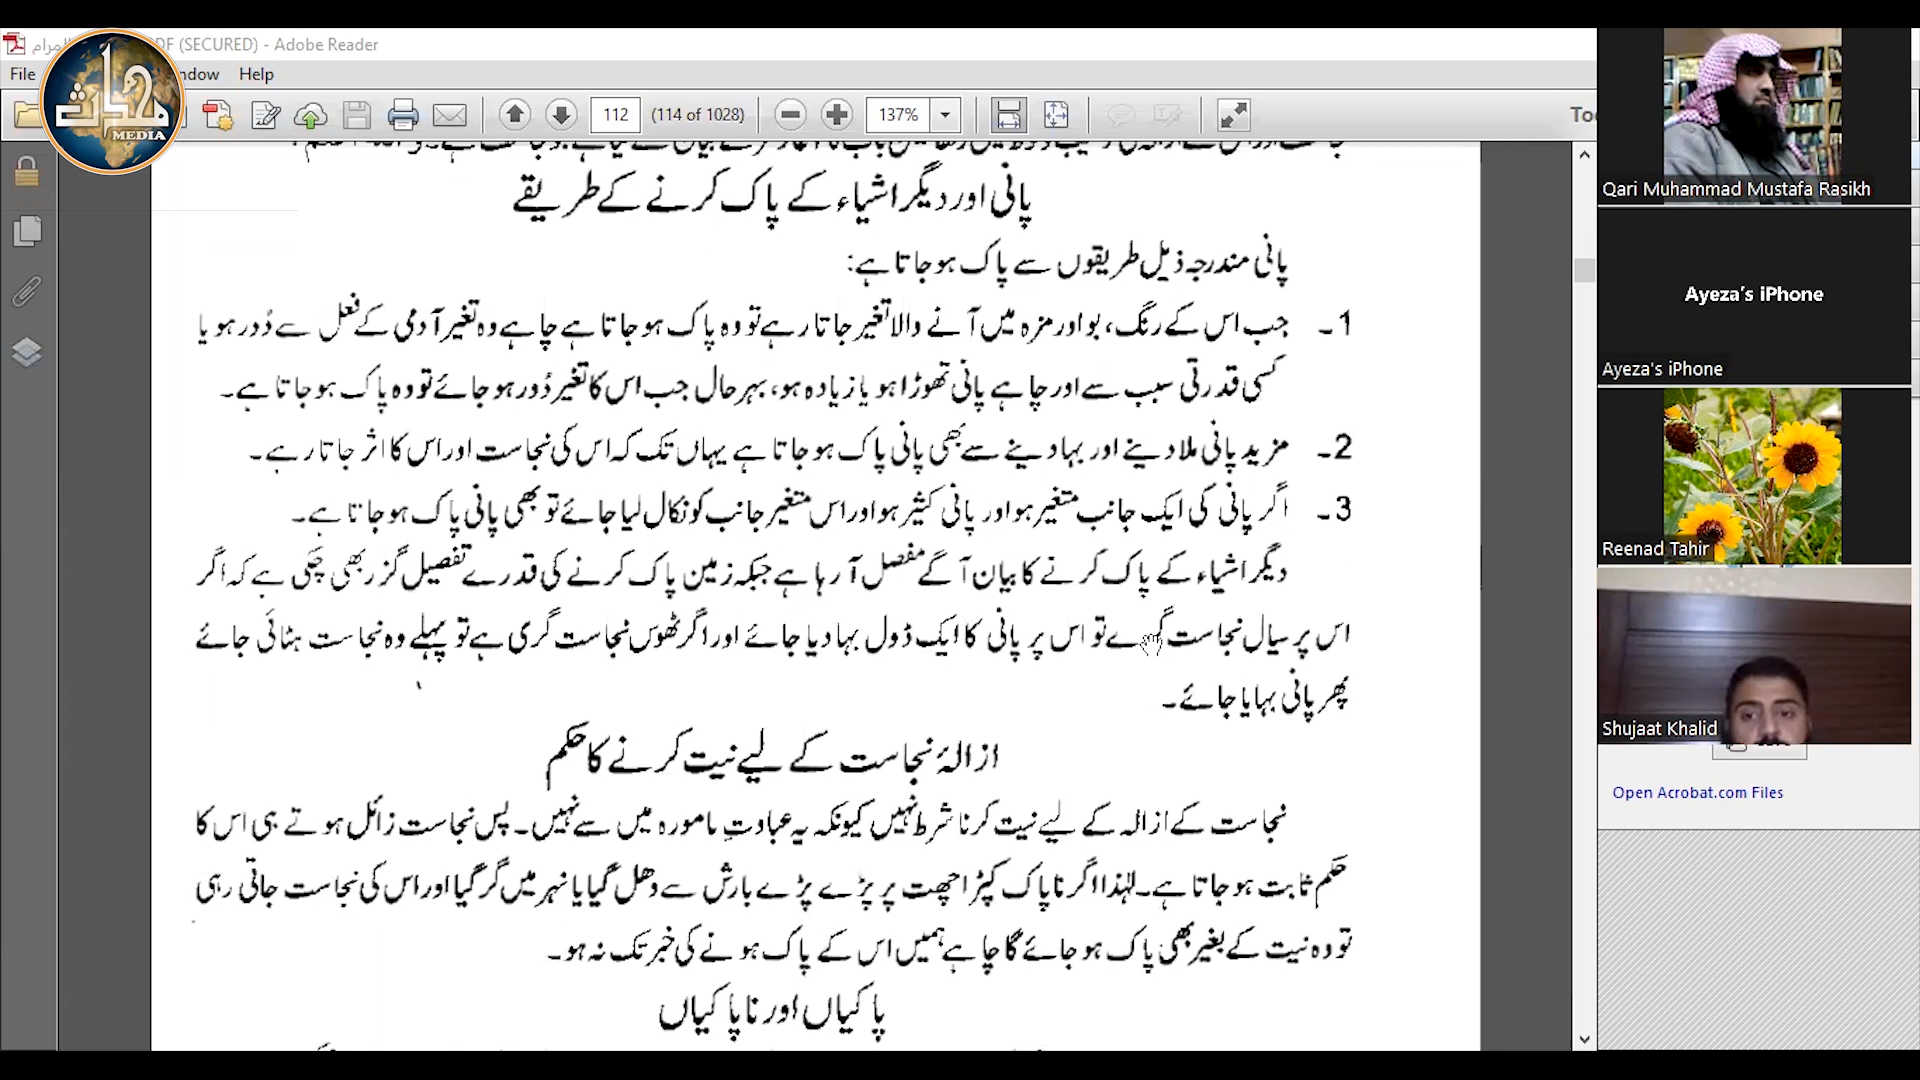 المرام
DF (SECURED) - Adobe Reader
File
ndow
Help
MEDIA
112
(114 of 1028)
137%
Too
پانی اور دیگر اشیاء کے پاک کرنے کے طریقے
پانی مندرجہ ذیل طریقوں سے پاک ہو جاتا ہے:
1۔ جب اس کے رنگ، بو اور مزہ میں آنے والا تغیر جاتا رہے تو وہ پاک ہو جاتا ہے چاہے وہ تغیر آدمی کے فعل سے دُور ہو یا
کسی قدرتی سبب سے اور چاہے پانی تھوڑا ہو یا زیادہ ہو، بہرحال جب اس کا تغیر دُور ہو جائے تو وہ پاک ہو جاتا ہے۔
2۔ مزید پانی ملا دینے اور بہا دینے سے بھی پانی پاک ہو جاتا ہے یہاں تک کہ اس کی نجاست اور اس کا اثر جاتا رہے۔
3۔ اگر پانی کی ایک جانب متغیر ہو اور پانی کثیر ہو اور اس متغیر جانب کو نکال لیا جائے تو بھی پانی پاک ہو جاتا ہے۔
دیگر اشیاء کے پاک کرنے کا بیان آگے مفصل آ رہا ہے جبکہ زمین پاک کرنے کی قدرے تفصیل گزر بھی چکی ہے کہ اگر
اس پر سیال نجاست گرے تو اس پر پانی کا ایک ڈول بہا دیا جائے اور اگر ٹھوس نجاست گری ہے تو پہلے وہ نجاست ہٹائی جائے
پھر پانی بہایا جائے۔
ازالۂ نجاست کے لیے نیت کرنے کا حکم
نجاست کے ازالہ کے لیے نیت کرنا شرط نہیں کیونکہ یہ عبادتِ مامورہ میں سے نہیں۔ پس نجاست زائل ہوتے ہی اس کا
حکم ثابت ہو جاتا ہے۔ لہٰذا اگر ناپاک کپڑا چھت پر پڑے پڑے بارش سے دھل گیا یا نہر میں گر گیا اور اس کی نجاست جاتی رہی
تو وہ نیت کے بغیر بھی پاک ہو جائے گا چاہے ہمیں اس کے پاک ہونے کی خبر تک نہ ہو۔
پاکیاں اور ناپاکیاں
Qari Muhammad Mustafa Rasikh
Ayeza's iPhone
Ayeza's iPhone
Reenad Tahir
Shujaat Khalid
Open Acrobat.com Files